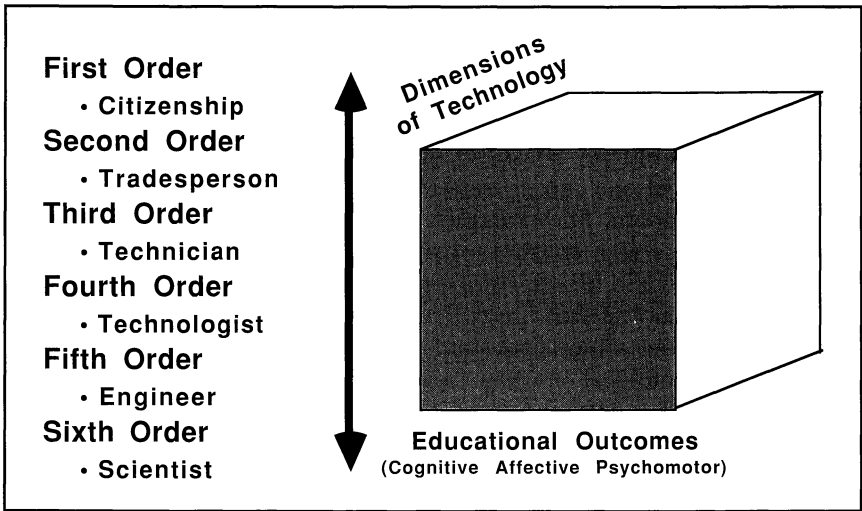 First Order
• Citizenship
Second Order
• Tradesperson
Third Order
• Technician
Fourth Order
• Technologist
Fifth Order
• Engineer
Sixth Order
• Scientist
Dimensions
of Technology
Educational Outcomes
(Cognitive Affective Psychomotor)